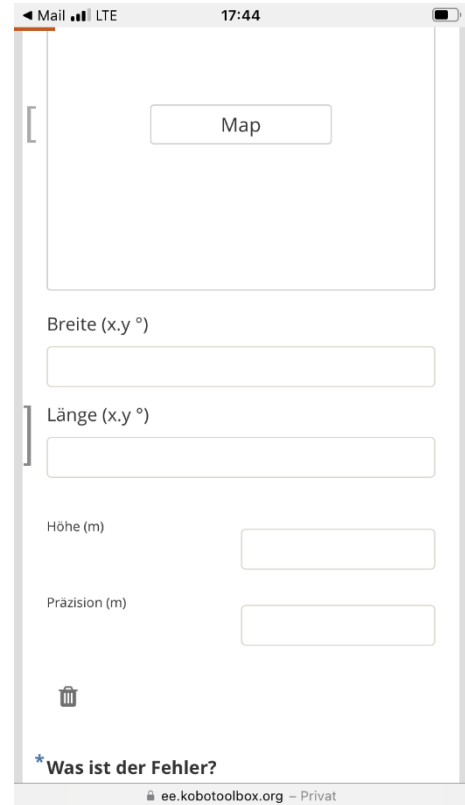 ◀ Mail LTE 17:44
[
Map
Breite (x.y °)
]
Länge (x.y °)
Höhe (m)
Präzision (m)
*Was ist der Fehler?
ee.kobotoolbox.org – Privat